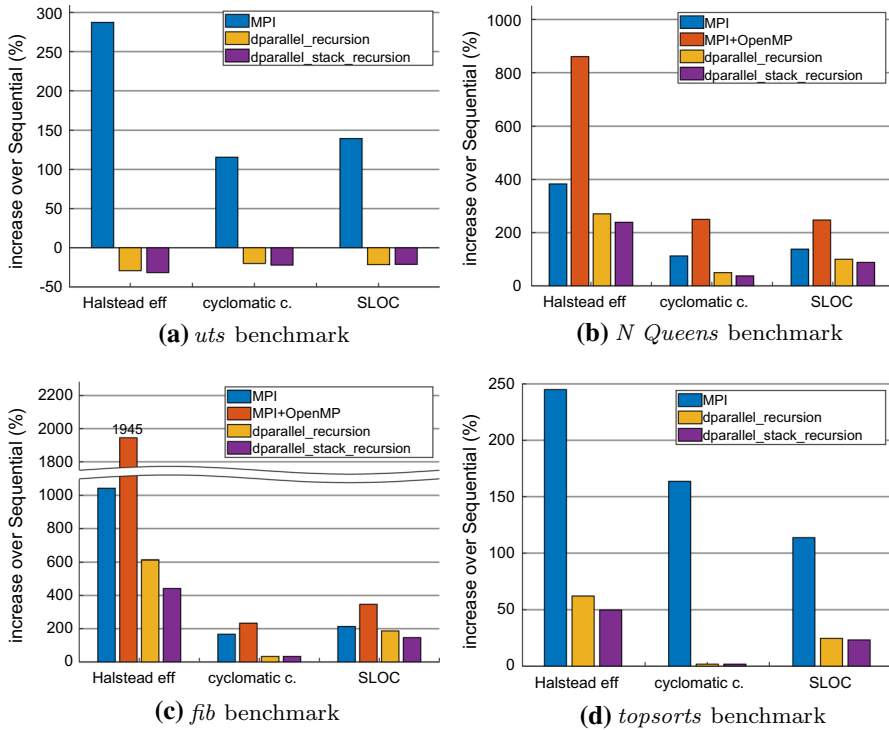 increase over Sequential (%)
300
250
200
150
100
50
0
-50
MPI
dparallel_recursion
dparallel_stack_recursion
Halstead eff
cyclomatic c.
SLOC
(a) uts benchmark
increase over Sequential (%)
1000
800
600
400
200
0
MPI
MPI+OpenMP
dparallel_recursion
dparallel_stack_recursion
Halstead eff
cyclomatic c.
SLOC
(b) N Queens benchmark
increase over Sequential (%)
2200
2000
1800
1000
800
600
400
200
0
1945
MPI
MPI+OpenMP
dparallel_recursion
dparallel_stack_recursion
Halstead eff
cyclomatic c.
SLOC
(c) fib benchmark
increase over Sequential (%)
250
200
150
100
50
0
MPI
dparallel_recursion
dparallel_stack_recursion
Halstead eff
cyclomatic c.
SLOC
(d) topsorts benchmark